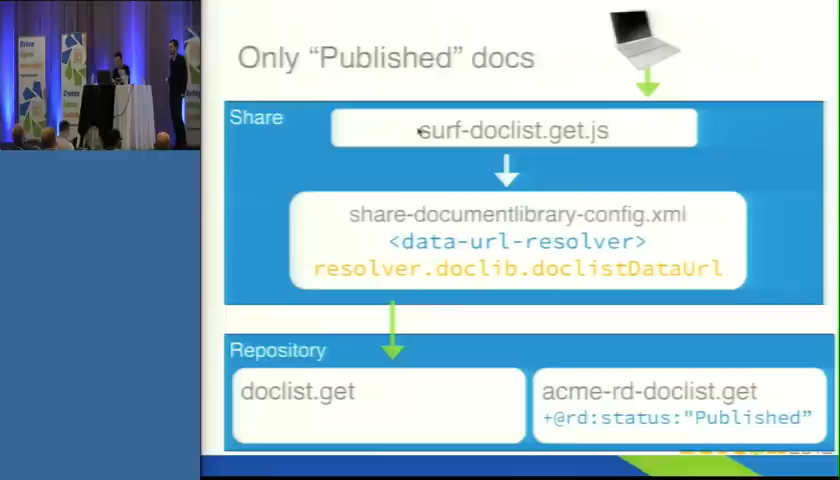 Only “Published” docs
Share
surf-doclist.get.js
share-documentlibrary-config.xml
<data-url-resolver>
resolver.doclib.doclistDataUrl
Repository
doclist.get
acme-rd-doclist.get
+@rd:status:"Published”